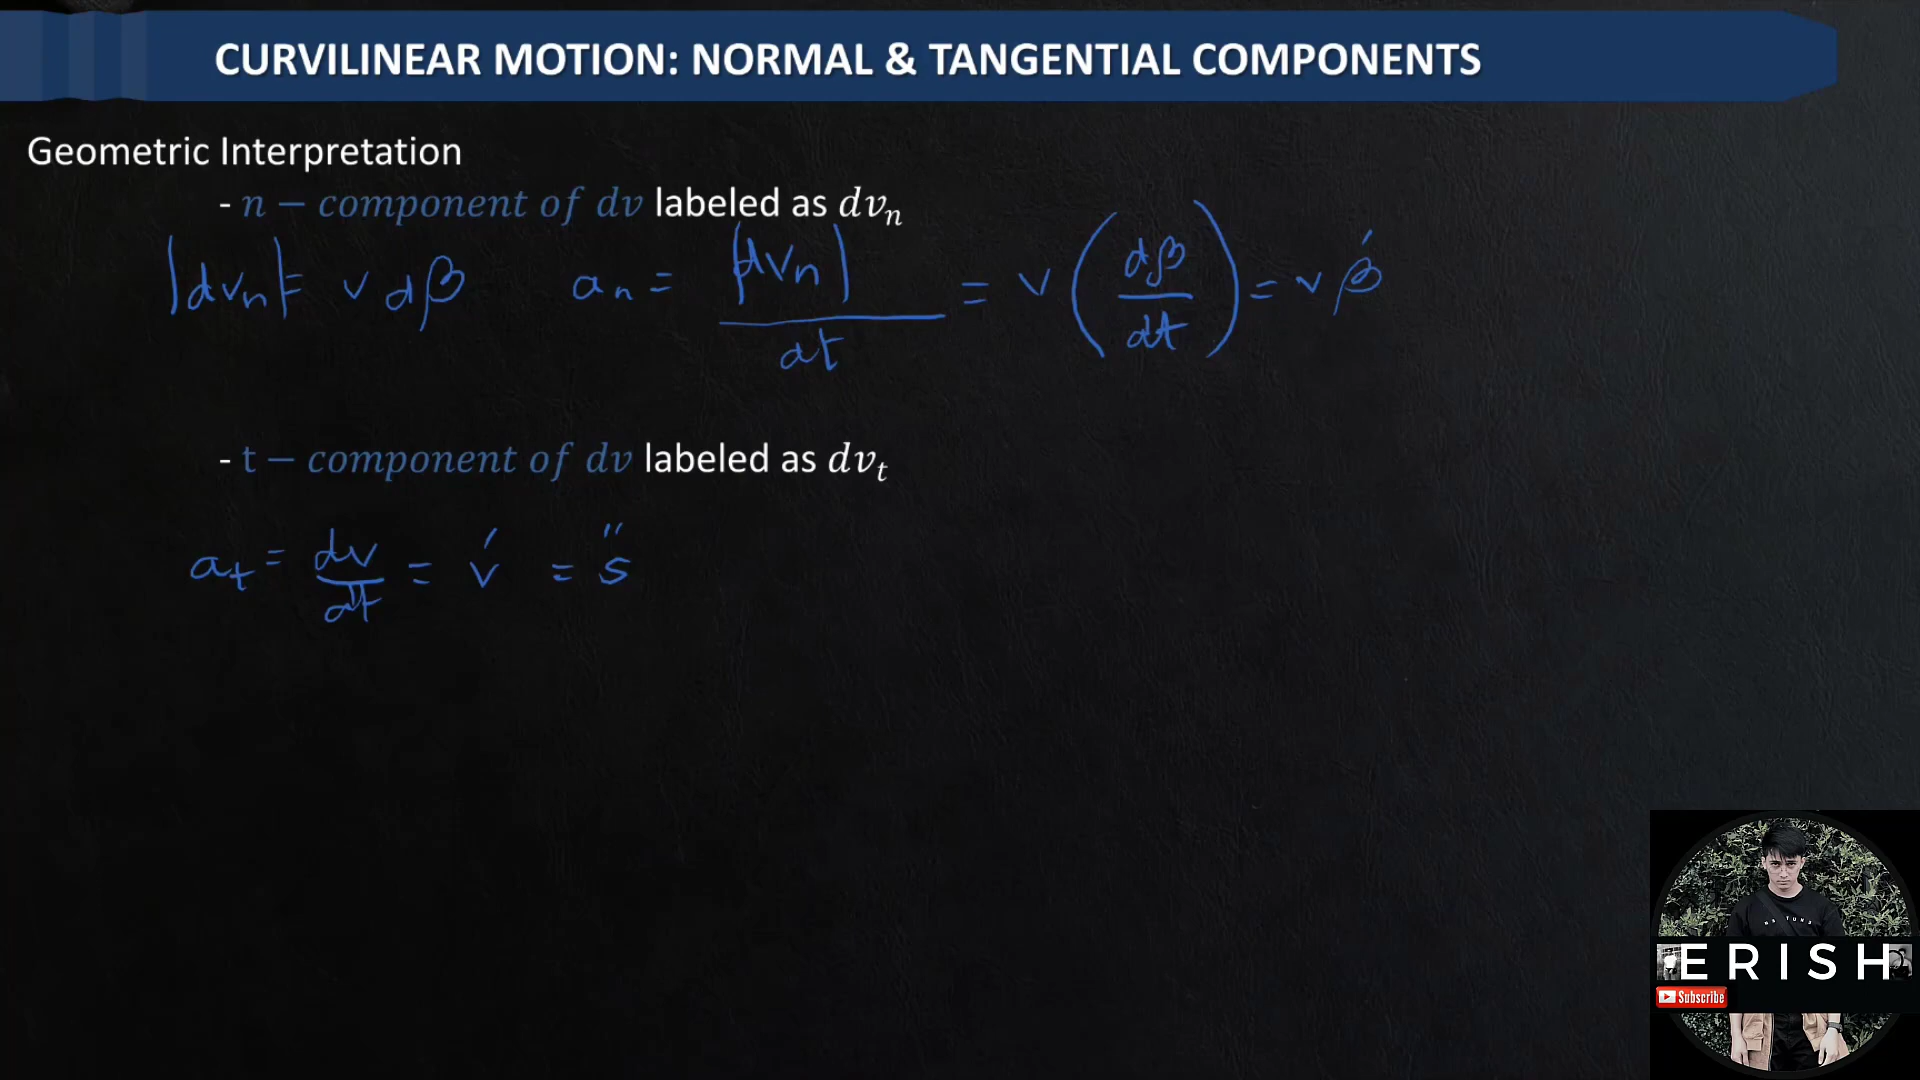 CURVILINEAR MOTION: NORMAL & TANGENTIAL COMPONENTS
Geometric Interpretation
- n − component of dv labeled as dvₙ
|dvₙ| = v dβ    aₙ = |dvₙ| / dt = v (dβ / dt) = v β̇
- t − component of dv labeled as dvₜ
aₜ = dv / dt = v̇ = s̈
ERISH
Subscribe